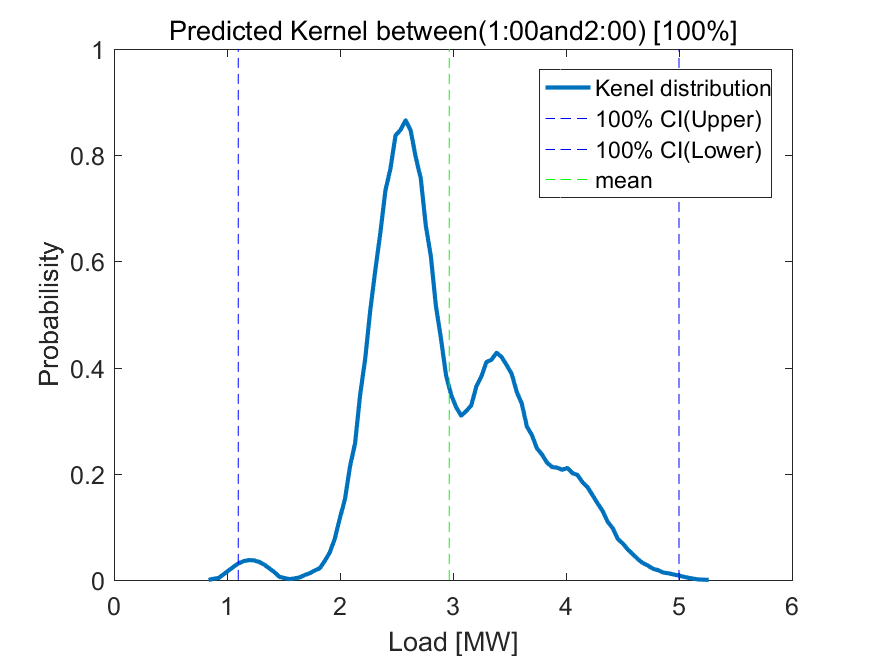 Predicted Kernel between(1:00and2:00) [100%]
1
0.8
0.6
0.4
0.2
0
Probabilisity
Kenel distribution
100% CI(Upper)
100% CI(Lower)
mean
0 1 2 3 4 5 6
Load [MW]